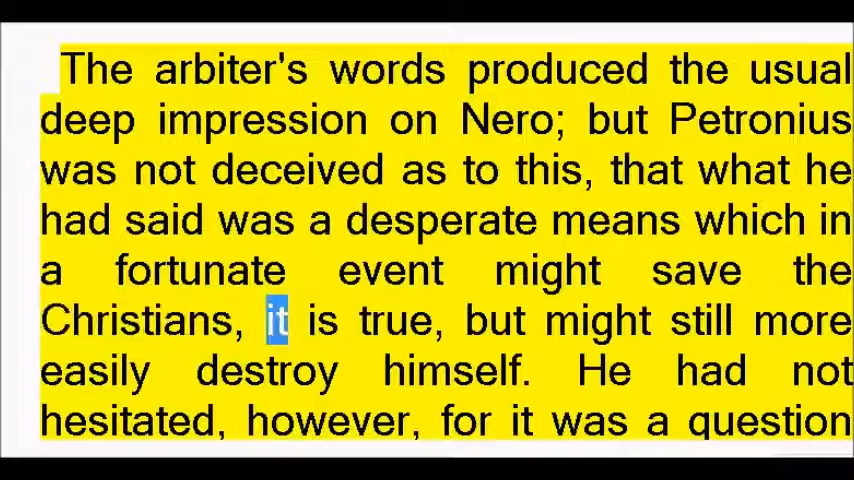 The arbiter's words produced the usual
deep impression on Nero; but Petronius
was not deceived as to this, that what he
had said was a desperate means which in
a fortunate event might save the
Christians, it is true, but might still more
easily destroy himself. He had not
hesitated, however, for it was a question